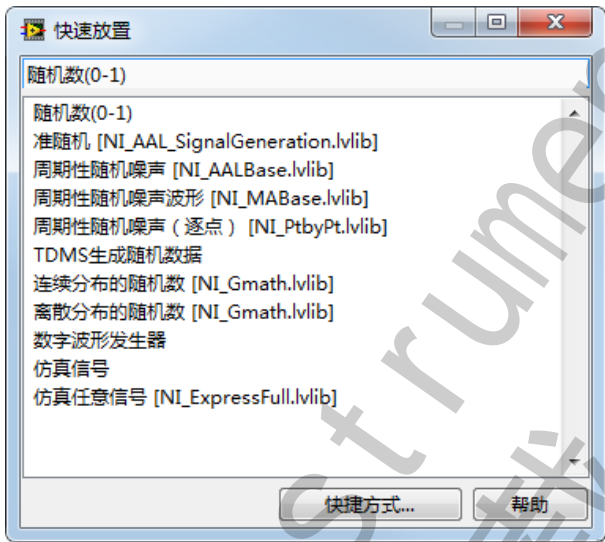 快速放置
随机数(0-1)
随机数(0-1)
准随机 [NI_AAL_SignalGeneration.lvlib]
周期性随机噪声 [NI_AALBase.lvlib]
周期性随机噪声波形 [NI_MABase.lvlib]
周期性随机噪声（逐点） [NI_PtbyPt.lvlib]
TDMS生成随机数据
连续分布的随机数 [NI_Gmath.lvlib]
离散分布的随机数 [NI_Gmath.lvlib]
数字波形发生器
仿真信号
仿真任意信号 [NI_ExpressFull.lvlib]
快捷方式... 帮助
strume